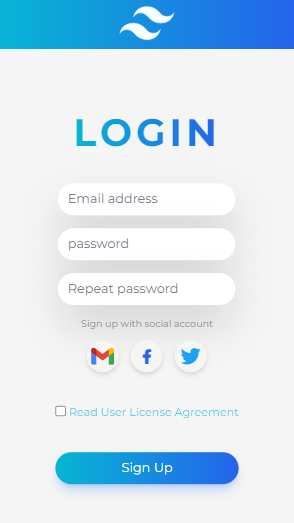 LOGIN
Email address
password
Repeat password
Sign up with social account
Read User License Agreement
Sign Up